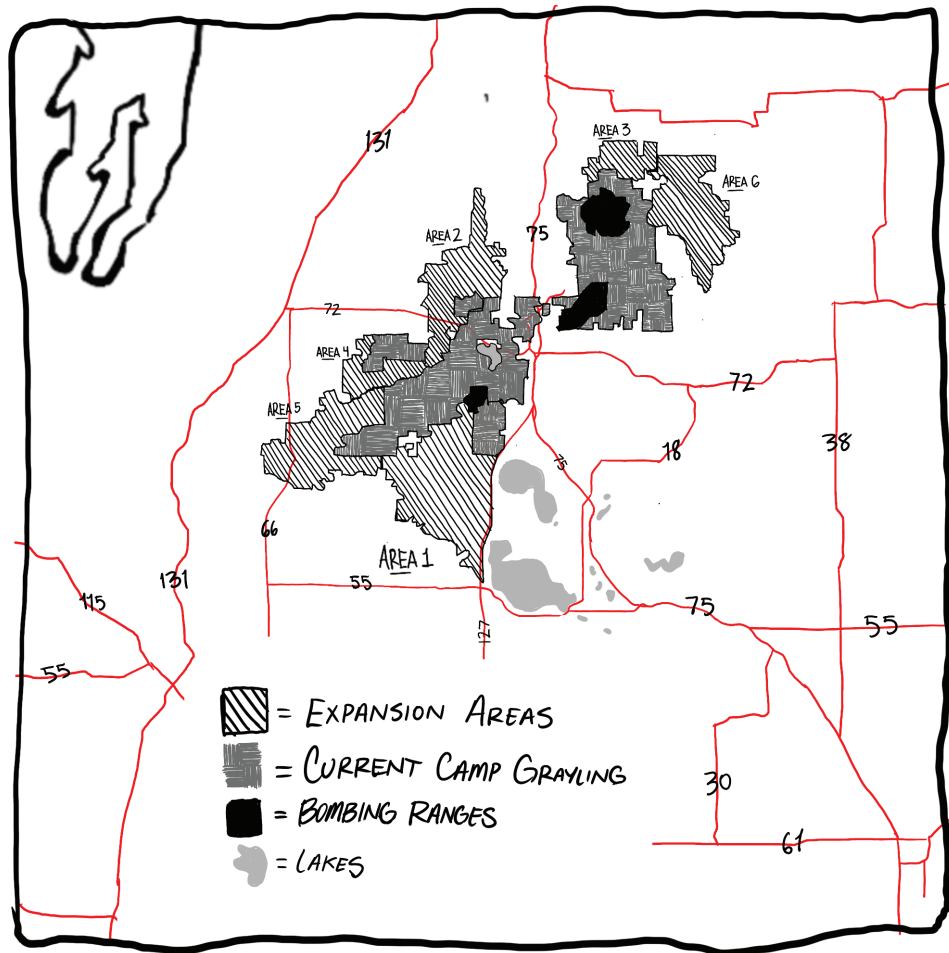 131
AREA 3
AREA 6
AREA 2
75
72
AREA 4
72
AREA 5
38
18
75
66
AREA 1
131
55
115
75
127
55
55
= EXPANSION AREAS
= CURRENT CAMP GRAYLING
30
= BOMBING RANGES
61
= LAKES